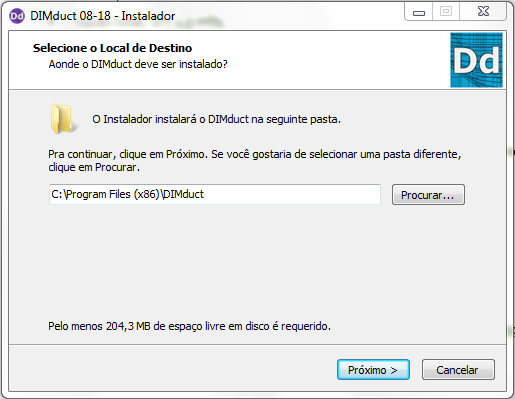 Dd DIMduct 08-18 - Instalador
Selecione o Local de Destino
Aonde o DIMduct deve ser instalado?
Dd
O Instalador instalará o DIMduct na seguinte pasta.
Pra continuar, clique em Próximo. Se você gostaria de selecionar uma pasta diferente,
clique em Procurar.
C:\Program Files (x86)\DIMduct
Procurar...
Pelo menos 204,3 MB de espaço livre em disco é requerido.
Próximo >
Cancelar